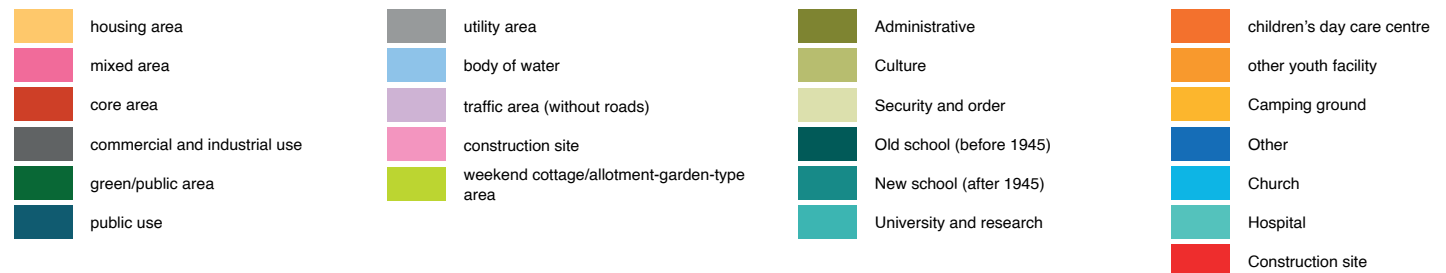 housing area
mixed area
core area
commercial and industrial use
green/public area
public use
utility area
body of water
traffic area (without roads)
construction site
weekend cottage/allotment-garden-type
area
Administrative
Culture
Security and order
Old school (before 1945)
New school (after 1945)
University and research
children’s day care centre
other youth facility
Camping ground
Other
Church
Hospital
Construction site